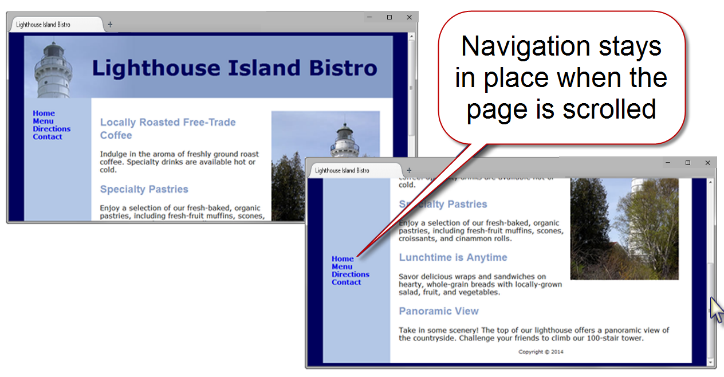 Lighthouse Island Bistro
Lighthouse Island Bistro
Home
Menu
Directions
Contact
Locally Roasted Free-Trade
Coffee
Indulge in the aroma of freshly ground roast
coffee. Specialty drinks are available hot or
cold.
Specialty Pastries
Enjoy a selection of our fresh-baked, organic
pastries, including fresh-fruit muffins, scones,
Navigation stays
in place when the
page is scrolled
Lighthouse Island Bistro
Home
Menu
Directions
Contact
cold.
Specialty Pastries
Enjoy a selection of our fresh-baked, organic
pastries, including fresh-fruit muffins, scones,
croissants, and cinammon rolls.
Lunchtime is Anytime
Savor delicious wraps and sandwiches on
hearty, whole-grain breads with locally-grown
salad, fruit, and vegetables.
Panoramic View
Take in some scenery! The top of our lighthouse offers a panoramic view of
the countryside. Challenge your friends to climb our 100-stair tower.
Copyright © 2014